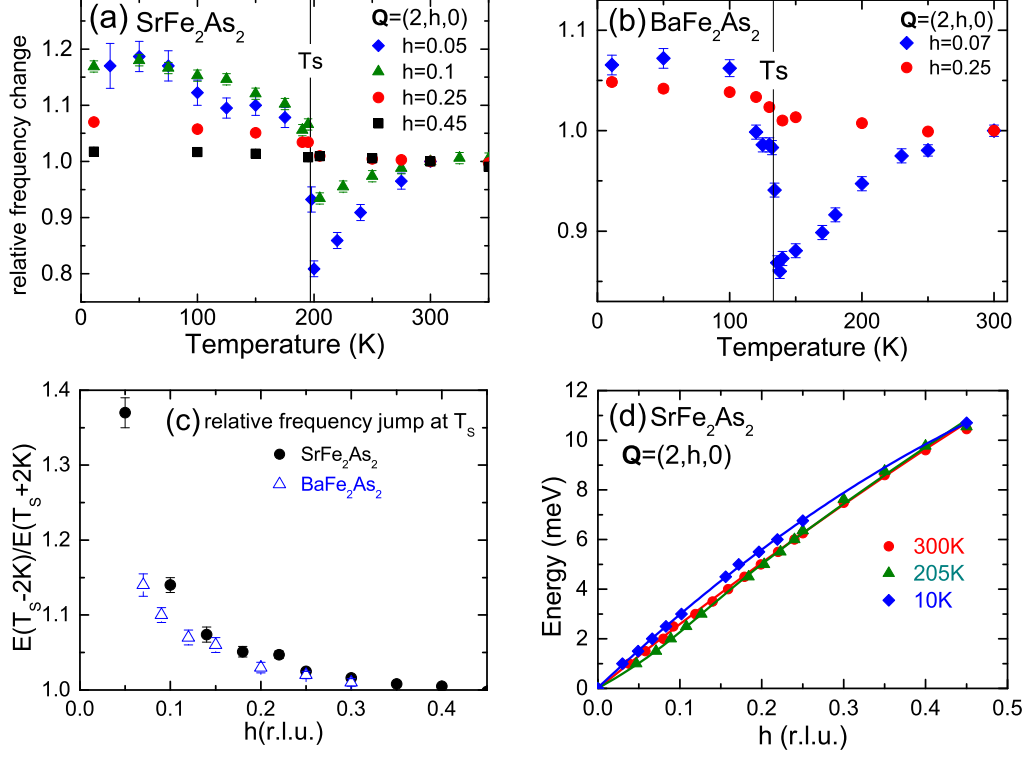 (a) SrFe2As2
Q=(2,h,0)
h=0.05
h=0.1
h=0.25
h=0.45
Ts
relative frequency change
1.2
1.1
1.0
0.9
0.8
0 100 200 300
Temperature (K)
(b) BaFe2As2
Q=(2,h,0)
h=0.07
h=0.25
Ts
1.1
1.0
0.9
0 50 100 150 200 250 300
Temperature (K)
(c) relative frequency jump at TS
SrFe2As2
BaFe2As2
E(TS-2K)/E(TS+2K)
1.4
1.3
1.2
1.1
1.0
0.0 0.1 0.2 0.3 0.4
h(r.l.u.)
(d) SrFe2As2
Q=(2,h,0)
300K
205K
10K
Energy (meV)
12
10
8
6
4
2
0
0.0 0.1 0.2 0.3 0.4 0.5
h (r.l.u.)